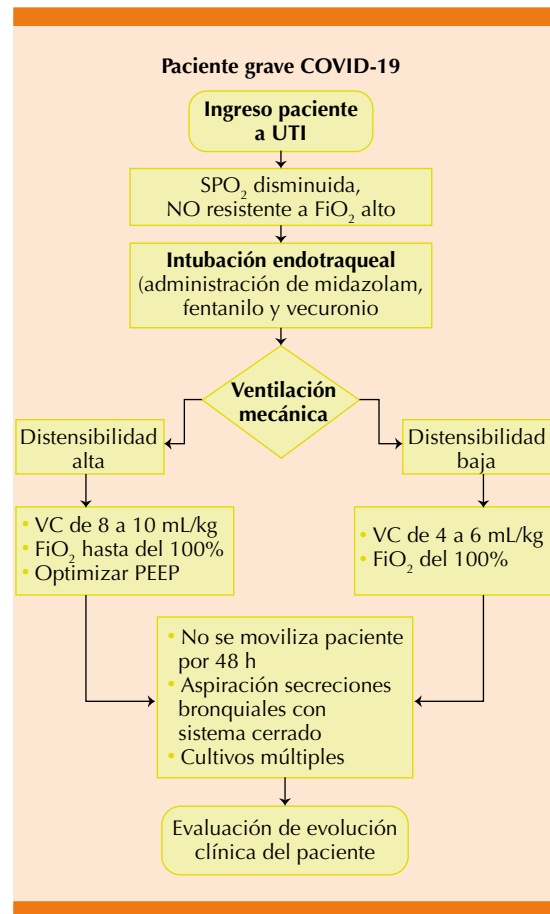 Paciente grave COVID-19
Ingreso paciente
a UTI
SPO₂ disminuida,
NO resistente a FiO₂ alto
Intubación endotraqueal
(administración de midazolam,
fentanilo y vecuronio
Ventilación
mecánica
Distensibilidad
alta
Distensibilidad
baja
• VC de 8 a 10 mL/kg
• FiO₂ hasta del 100%
• Optimizar PEEP
• VC de 4 a 6 mL/kg
• FiO₂ del 100%
• No se moviliza paciente
por 48 h
• Aspiración secreciones
bronquiales con
sistema cerrado
• Cultivos múltiples
Evaluación de evolución
clínica del paciente